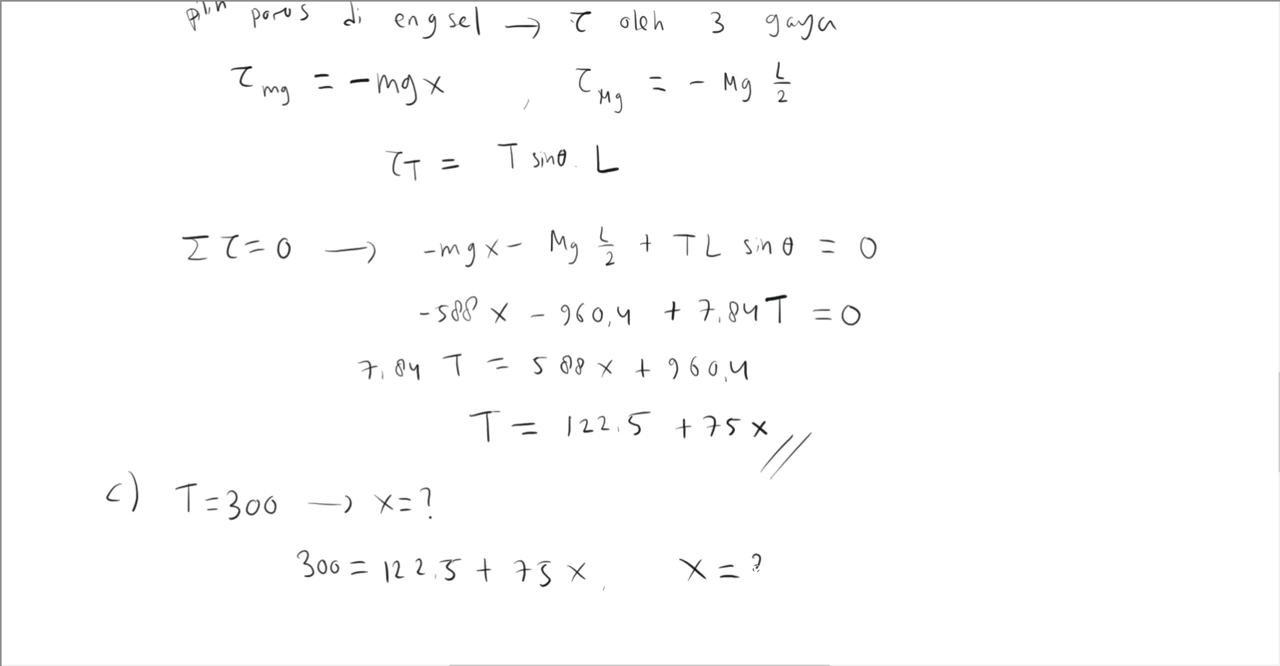 pilih poros di engsel → τ oleh 3 gaya
τmg = -mgx , τMg = - Mg L/2
τT = T sinθ. L
Στ=0 → -mgx - Mg L/2 + TL sin θ = 0
-588 x - 960,4 + 7,84T = 0
7,84 T = 588 x + 960,4
T = 122.5 + 75 x //
c) T=300 → x=?
300 = 122.5 + 75 x, x = ?